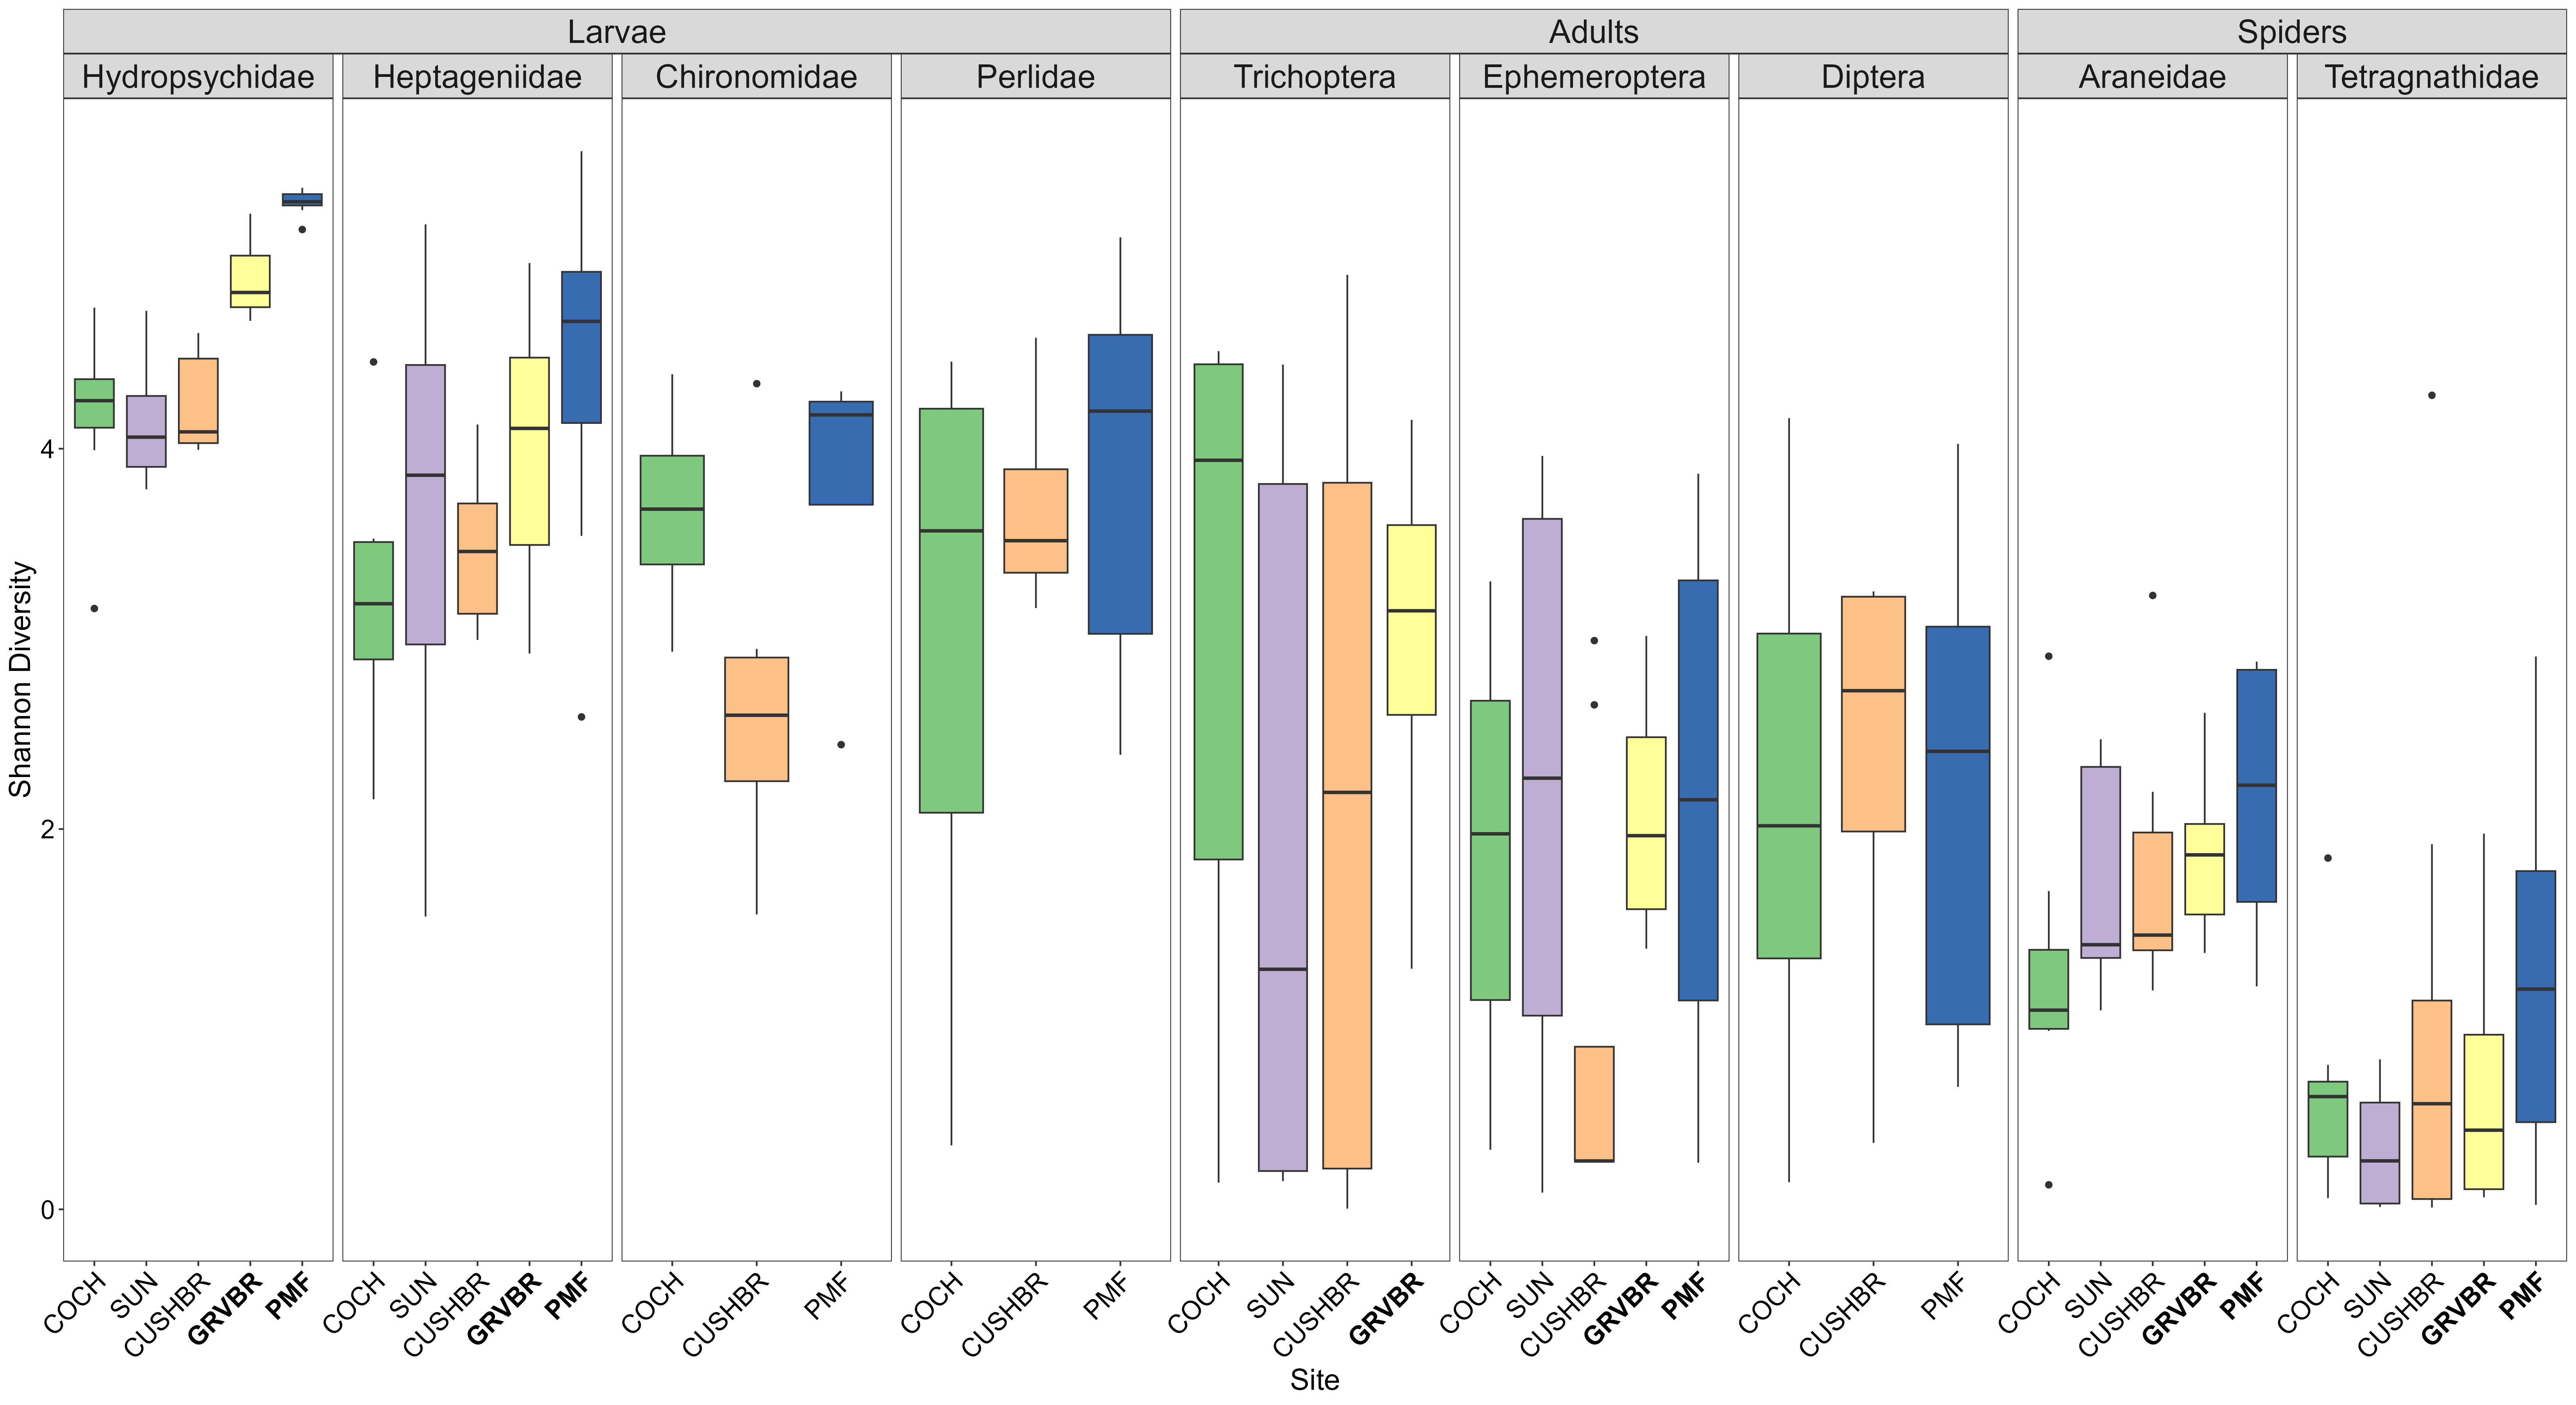 Larvae Adults Spiders
Hydropsychidae Heptageniidae Chironomidae Perlidae Trichoptera Ephemeroptera Diptera Araneidae Tetragnathidae
Shannon Diversity
4
2
0
COCH SUN CUSHBR GRVBR PMF COCH SUN CUSHBR GRVBR PMF COCH CUSHBR PMF COCH CUSHBR PMF COCH SUN CUSHBR GRVBR COCH SUN CUSHBR GRVBR PMF COCH CUSHBR PMF COCH SUN CUSHBR GRVBR PMF COCH SUN CUSHBR GRVBR PMF
Site